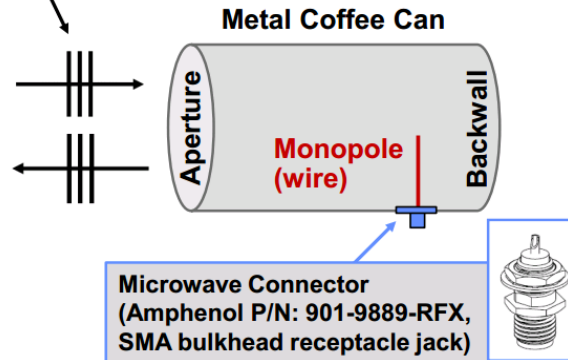 Metal Coffee Can
Aperture
Monopole
(wire)
Backwall
Microwave Connector
(Amphenol P/N: 901-9889-RFX,
SMA bulkhead receptacle jack)